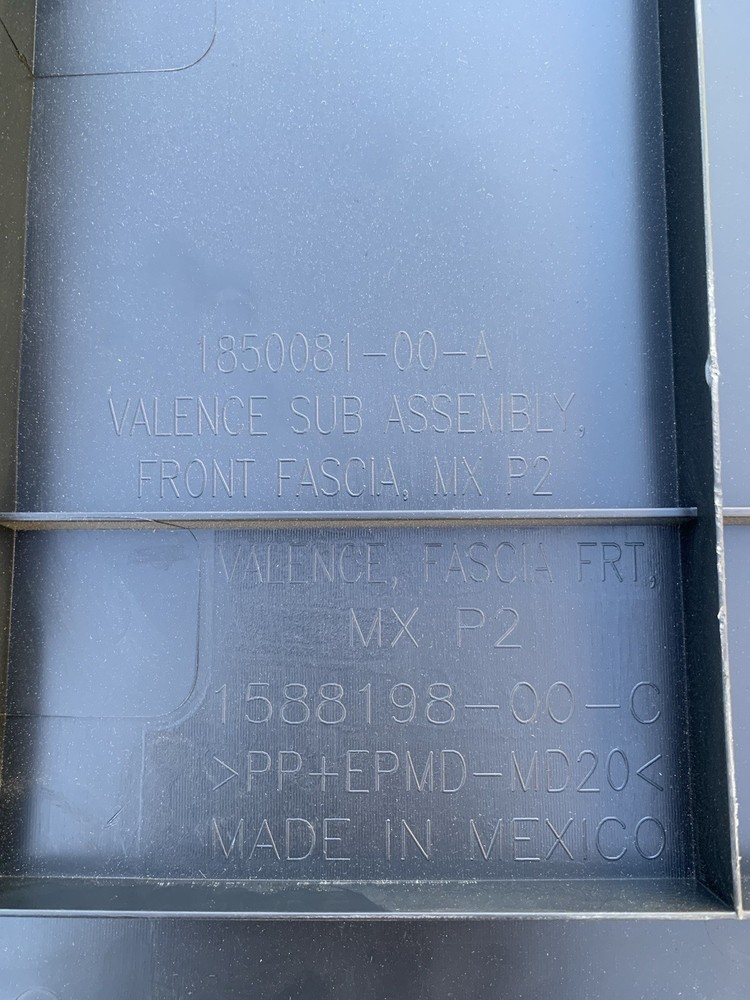 1850081-00-A
VALENCE SUB ASSEMBLY,
FRONT FASCIA, MX P2
VALENCE, FASCIA FRT,
MX P2
1588198-00-C
>PP+EPMD-MD20<
MADE IN MEXICO